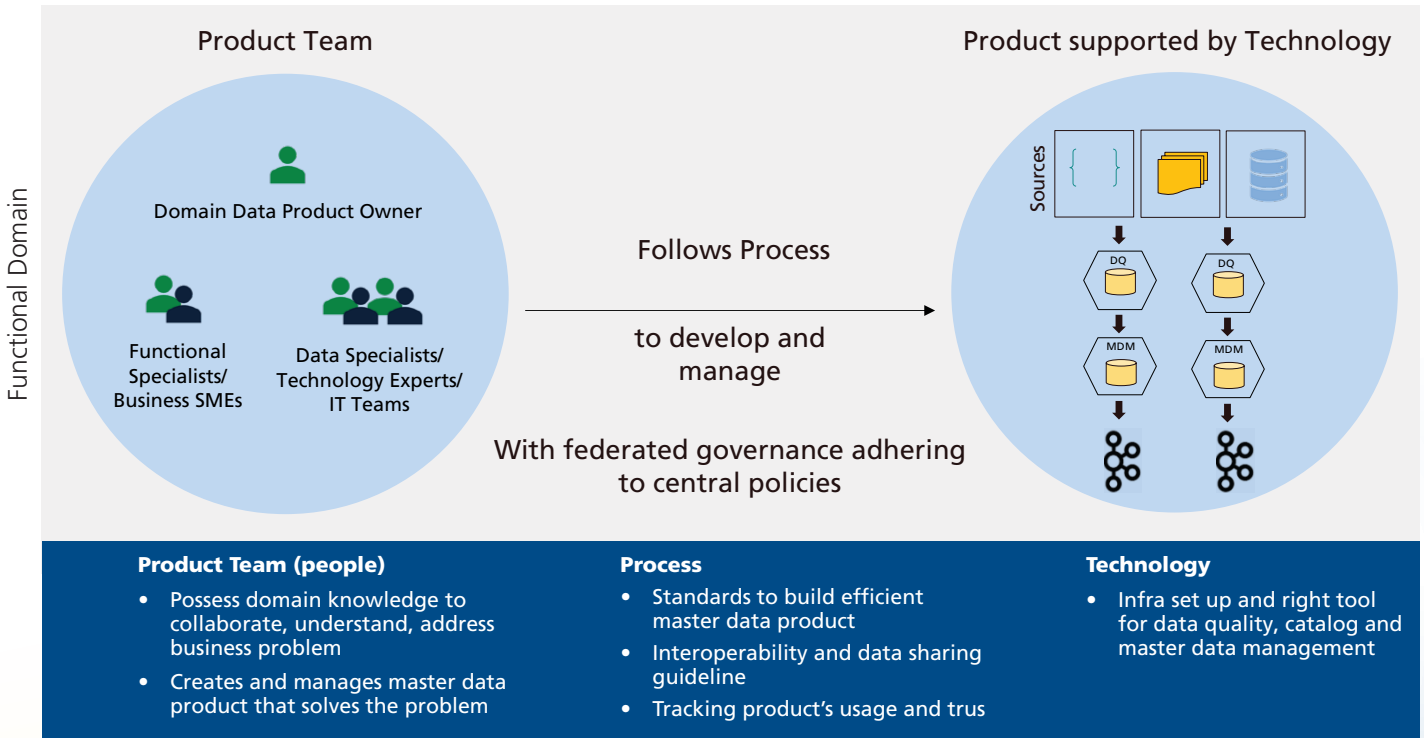 Functional Domain
Product Team
Domain Data Product Owner
Functional
Specialists/
Business SMEs
Data Specialists/
Technology Experts/
IT Teams
Follows Process
to develop and
manage
With federated governance adhering
to central policies
Product supported by Technology
Sources
{ }
DQ
DQ
MDM
MDM
Product Team (people)
• Possess domain knowledge to
collaborate, understand, address
business problem
• Creates and manages master data
product that solves the problem
Process
• Standards to build efficient
master data product
• Interoperability and data sharing
guideline
• Tracking product’s usage and trus
Technology
• Infra set up and right tool
for data quality, catalog and
master data management